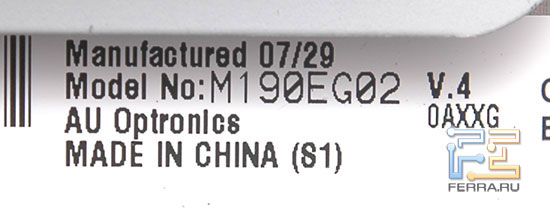 Manufactured 07/29
Model No:M190EG02 V.4
AU Optronics 0AXXG
MADE IN CHINA (S1)
FERRA.RU